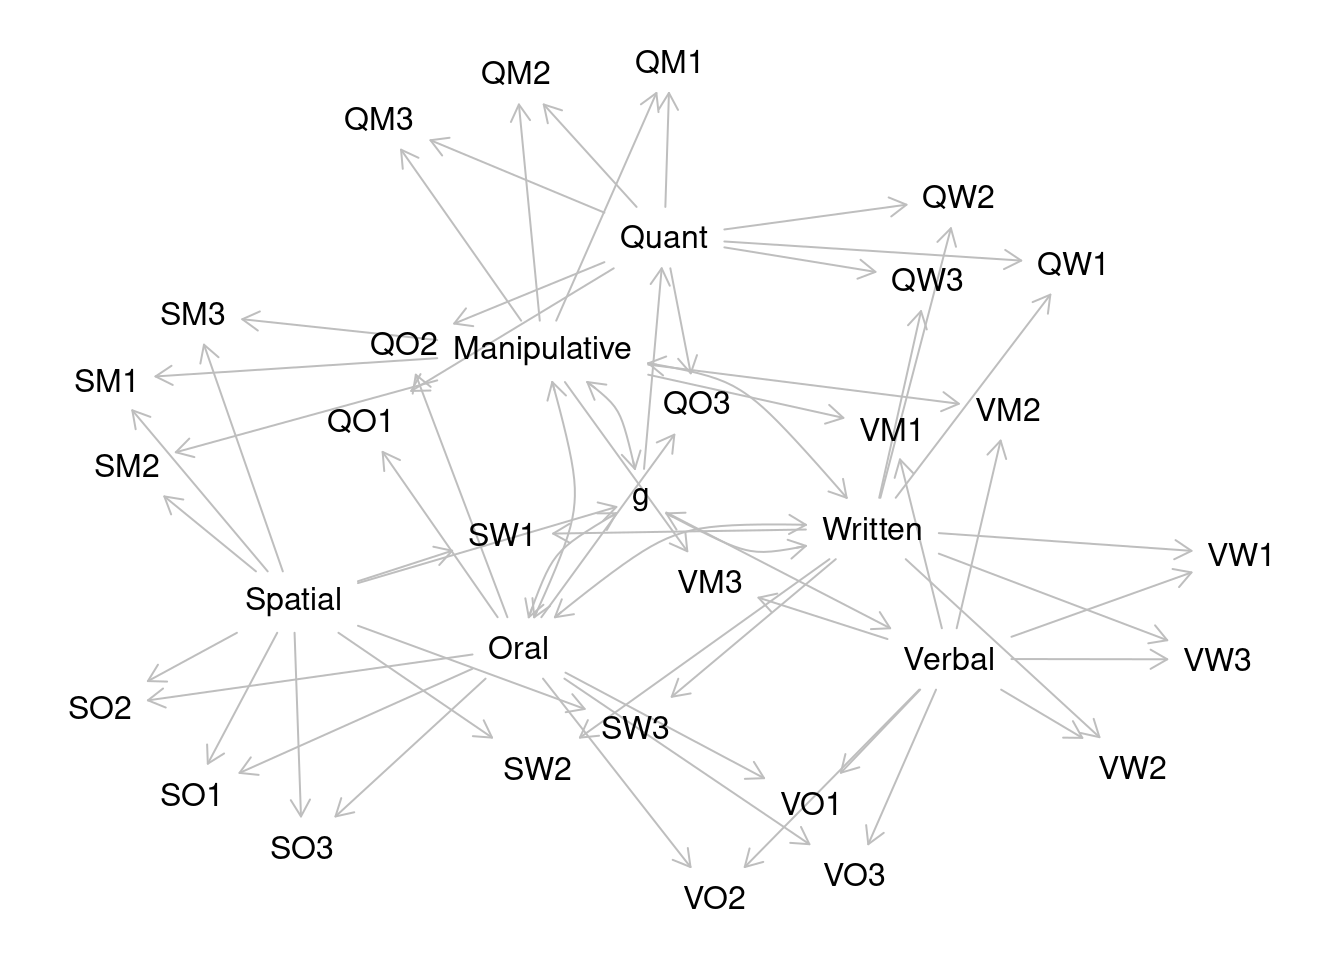 QM1
QM2
QM3
QW2
Quant
QW1
QW3
SM3
QO2
Manipulative
SM1
QO3
VM2
QO1
VM1
SM2
g
Written
SW1
VW1
VM3
Spatial
Oral
Verbal
VW3
SO2
SW3
SW2
VW2
SO1
VO1
SO3
VO3
VO2